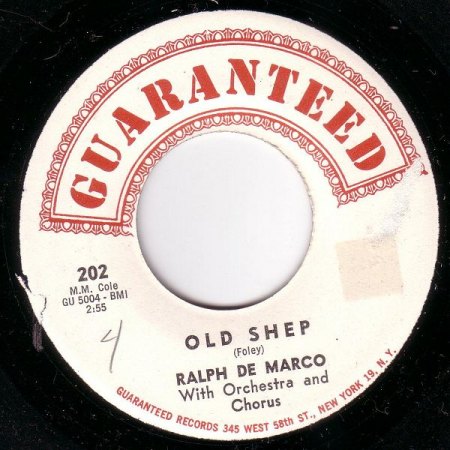 GUARANTEED
202
M.M. Cole
GU 5004 - BMI
2:55
4
OLD SHEP
(Foley)
RALPH DE MARCO
With Orchestra and
Chorus
GUARANTEED RECORDS 345 WEST 58th ST., NEW YORK 19, N. Y.